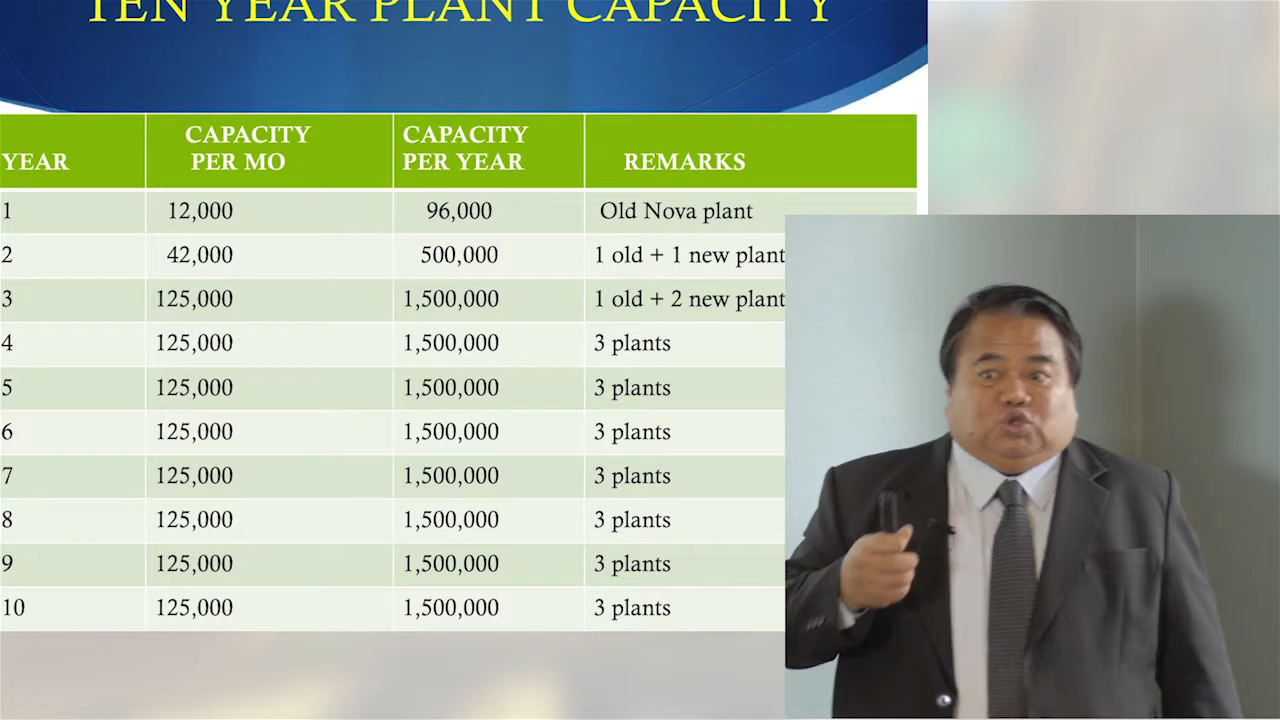 TEN YEAR PLANT CAPACITY
YEAR CAPACITY PER MO CAPACITY PER YEAR REMARKS
1 12,000 96,000 Old Nova plant
2 42,000 500,000 1 old + 1 new plant
3 125,000 1,500,000 1 old + 2 new plant
4 125,000 1,500,000 3 plants
5 125,000 1,500,000 3 plants
6 125,000 1,500,000 3 plants
7 125,000 1,500,000 3 plants
8 125,000 1,500,000 3 plants
9 125,000 1,500,000 3 plants
10 125,000 1,500,000 3 plants